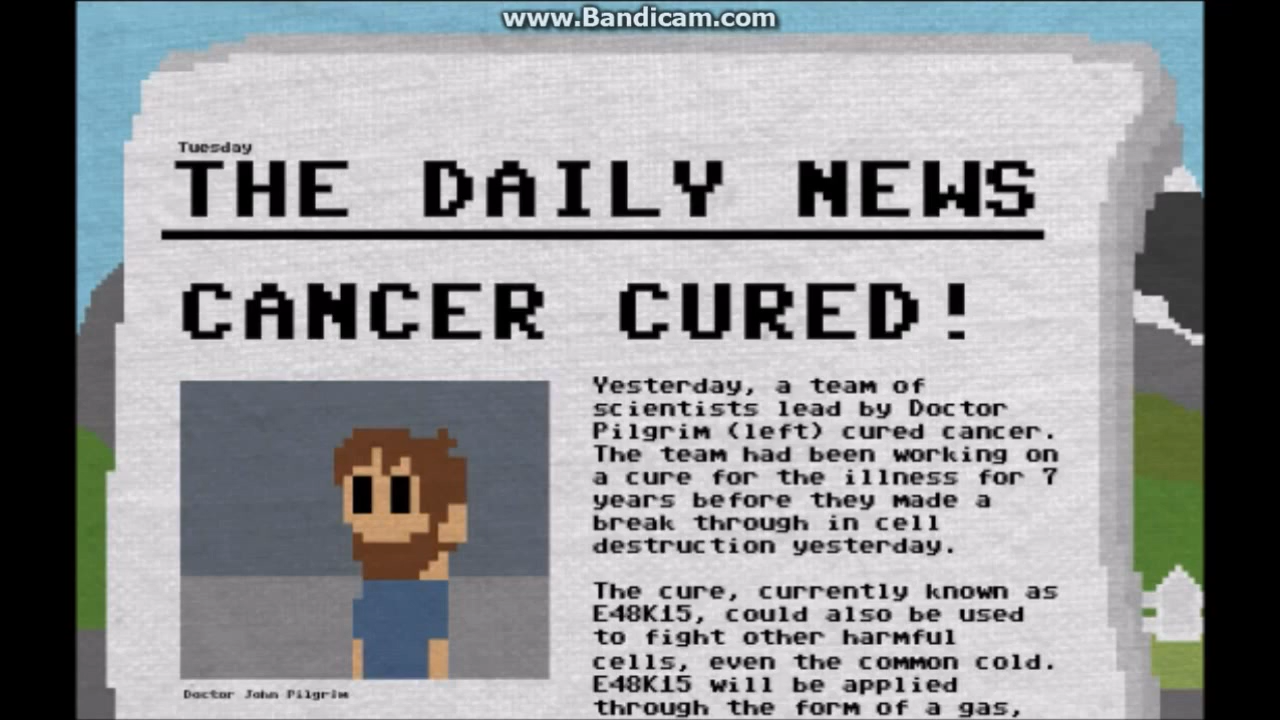 www.Bandicam.com
Tuesday
THE DAILY NEWS
CANCER CURED!
Yesterday, a team of
scientists lead by Doctor
Pilgrim (left) cured cancer.
The team had been working on
a cure for the illness for 7
years before they made a
break through in cell
destruction yesterday.
The cure, currently known as
E48K15, could also be used
to fight other harmful
cells, even the common cold.
E48K15 will be applied
through the form of a gas,
Doctor John Pilgrim